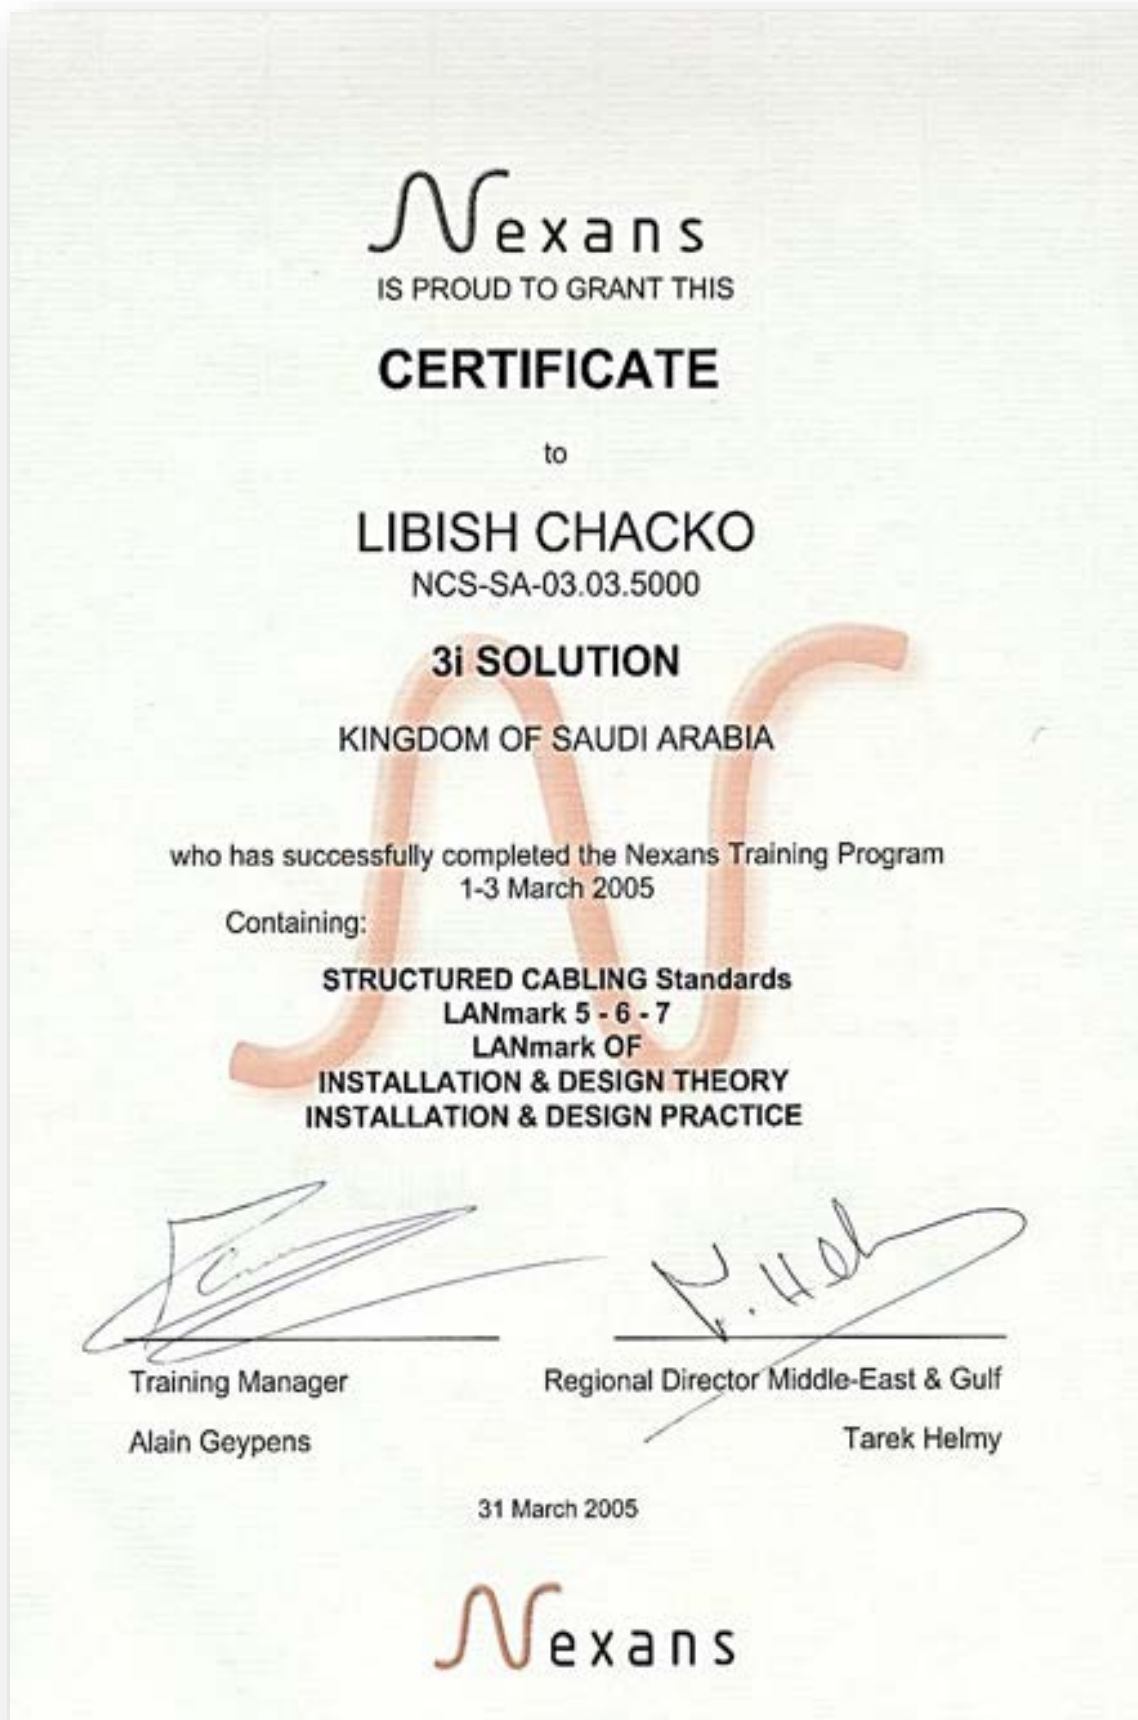 Nexans
IS PROUD TO GRANT THIS
CERTIFICATE
to
LIBISH CHACKO
NCS-SA-03.03.5000
3i SOLUTION
KINGDOM OF SAUDI ARABIA
who has successfully completed the Nexans Training Program
1-3 March 2005
Containing:
STRUCTURED CABLING Standards
LANmark 5 - 6 - 7
LANmark OF
INSTALLATION & DESIGN THEORY
INSTALLATION & DESIGN PRACTICE
Training Manager
Regional Director Middle-East & Gulf
Alain Geypens
Tarek Helmy
31 March 2005
Nexans